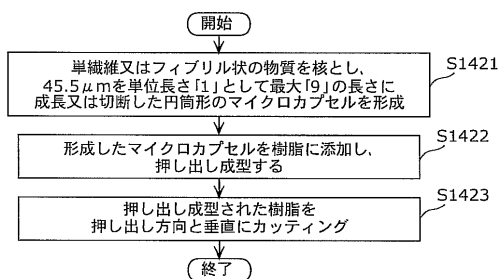 開始
単繊維又はフィブリル状の物質を核とし、
45.5μmを単位長さ「1」として最大「9」の長さに
成長又は切断した円筒形のマイクロカプセルを形成
S1421
形成したマイクロカプセルを樹脂に添加し、
押し出し成型する
S1422
押し出し成型された樹脂を
押し出し方向と垂直にカッティング
S1423
終了